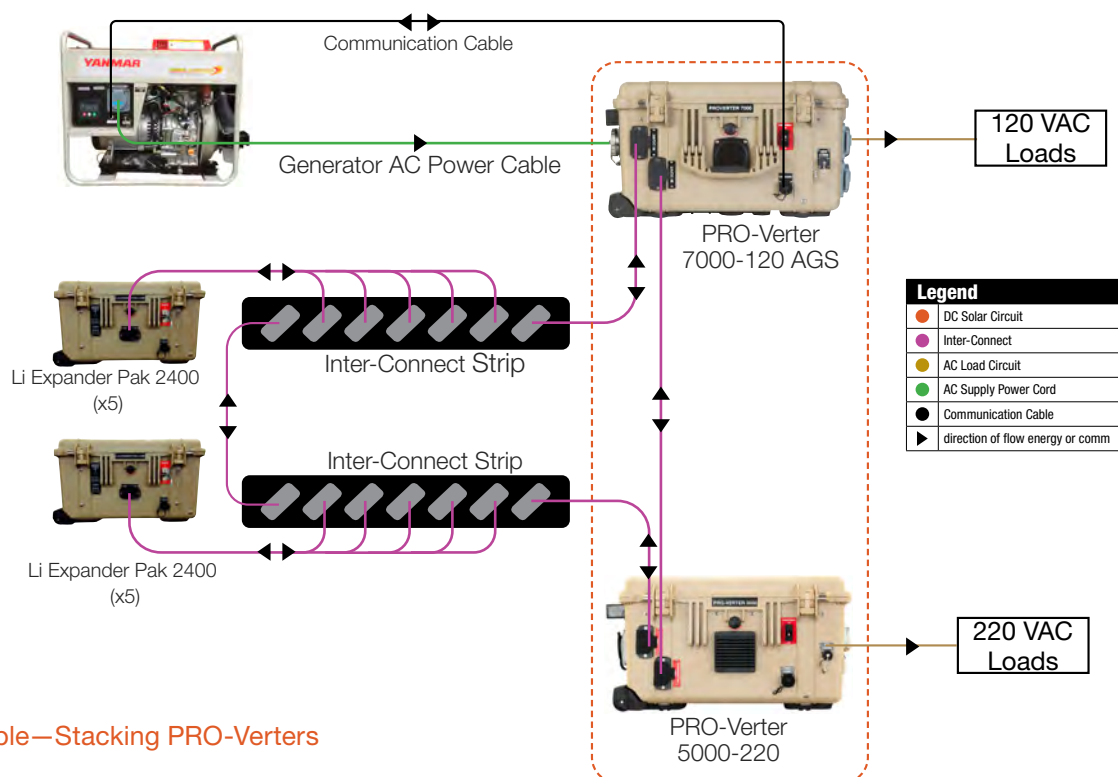 Communication Cable
YANMAR
Generator AC Power Cable
PROVERTER 7000
120 VAC
Loads
PRO-Verter
7000-120 AGS
Li Expander Pak 2400
(x5)
Inter-Connect Strip
Legend
DC Solar Circuit
Inter-Connect
AC Load Circuit
AC Supply Power Cord
Communication Cable
direction of flow energy or comm
Inter-Connect Strip
Li Expander Pak 2400
(x5)
PRO-VERTER 5000
220 VAC
Loads
PRO-Verter
5000-220
ble—Stacking PRO-Verters